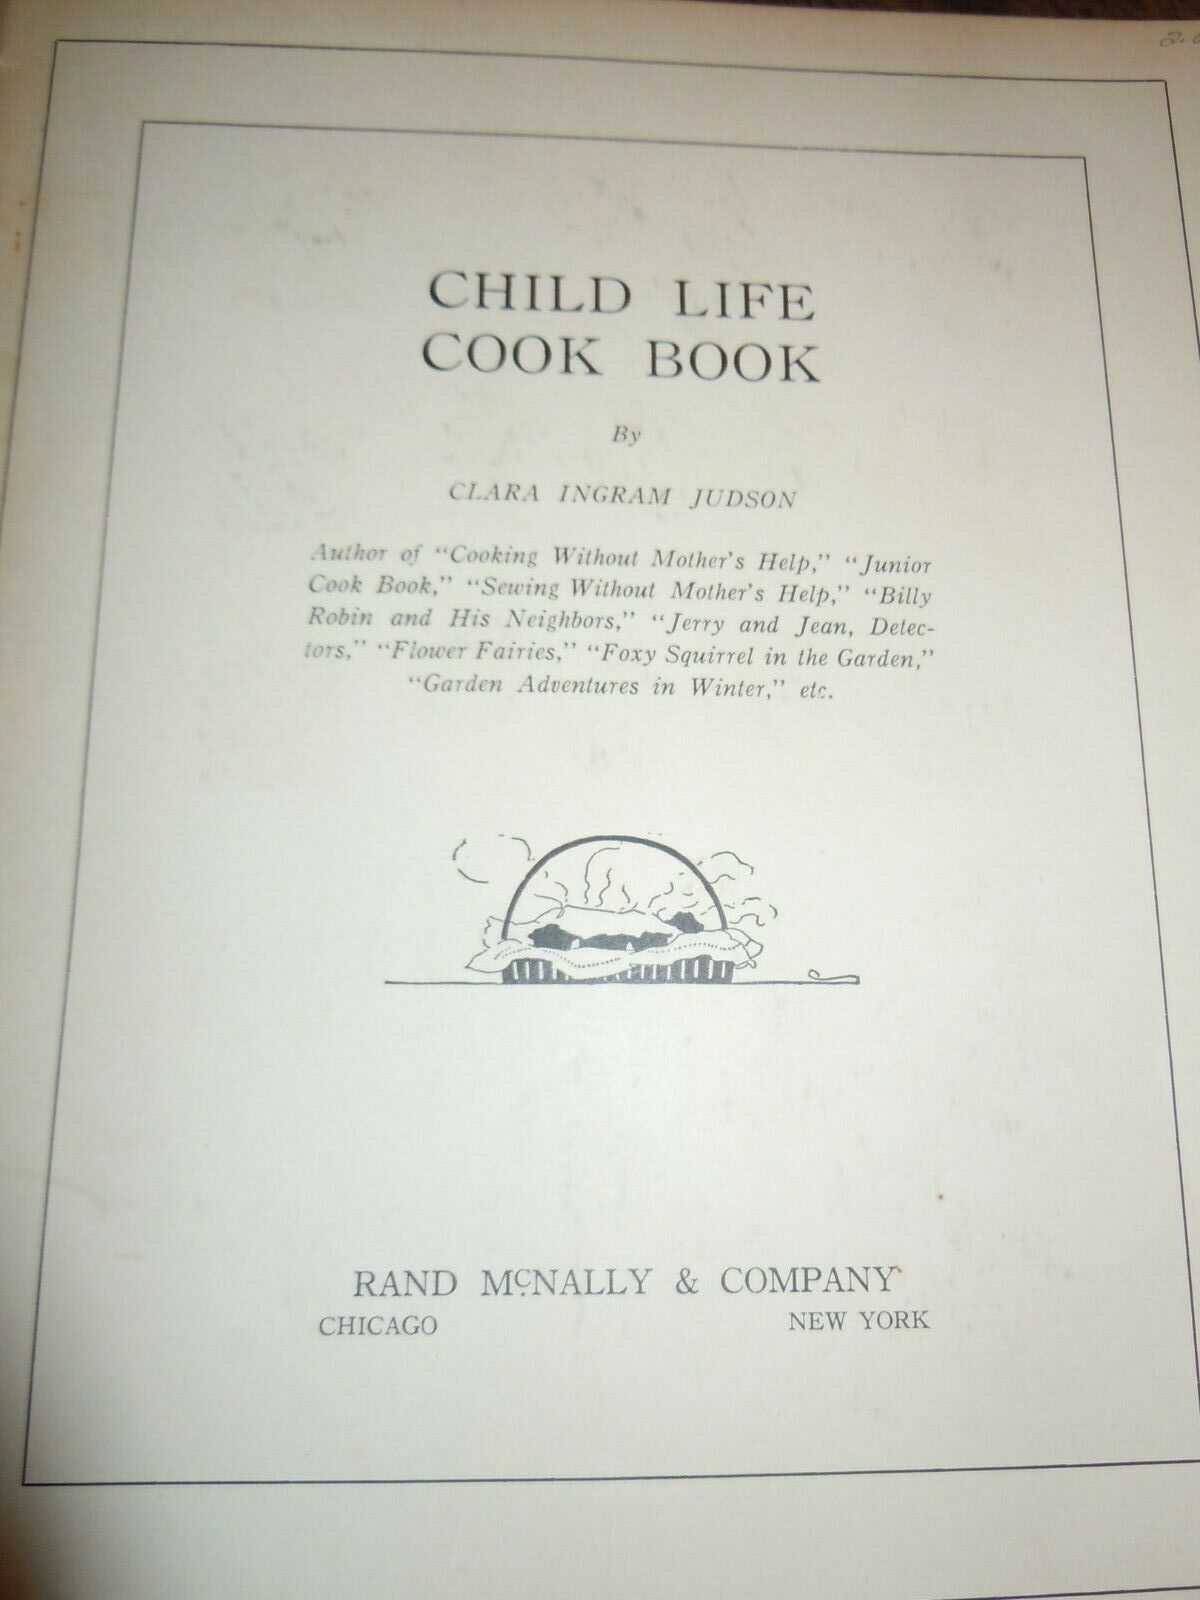 CHILD LIFE
COOK BOOK
By
CLARA INGRAM JUDSON
Author of "Cooking Without Mother's Help," "Junior
Cook Book," "Sewing Without Mother's Help," "Billy
Robin and His Neighbors," "Jerry and Jean, Detec-
tors," "Flower Fairies," "Foxy Squirrel in the Garden,"
"Garden Adventures in Winter," etc.
RAND McNALLY & COMPANY
CHICAGO NEW YORK